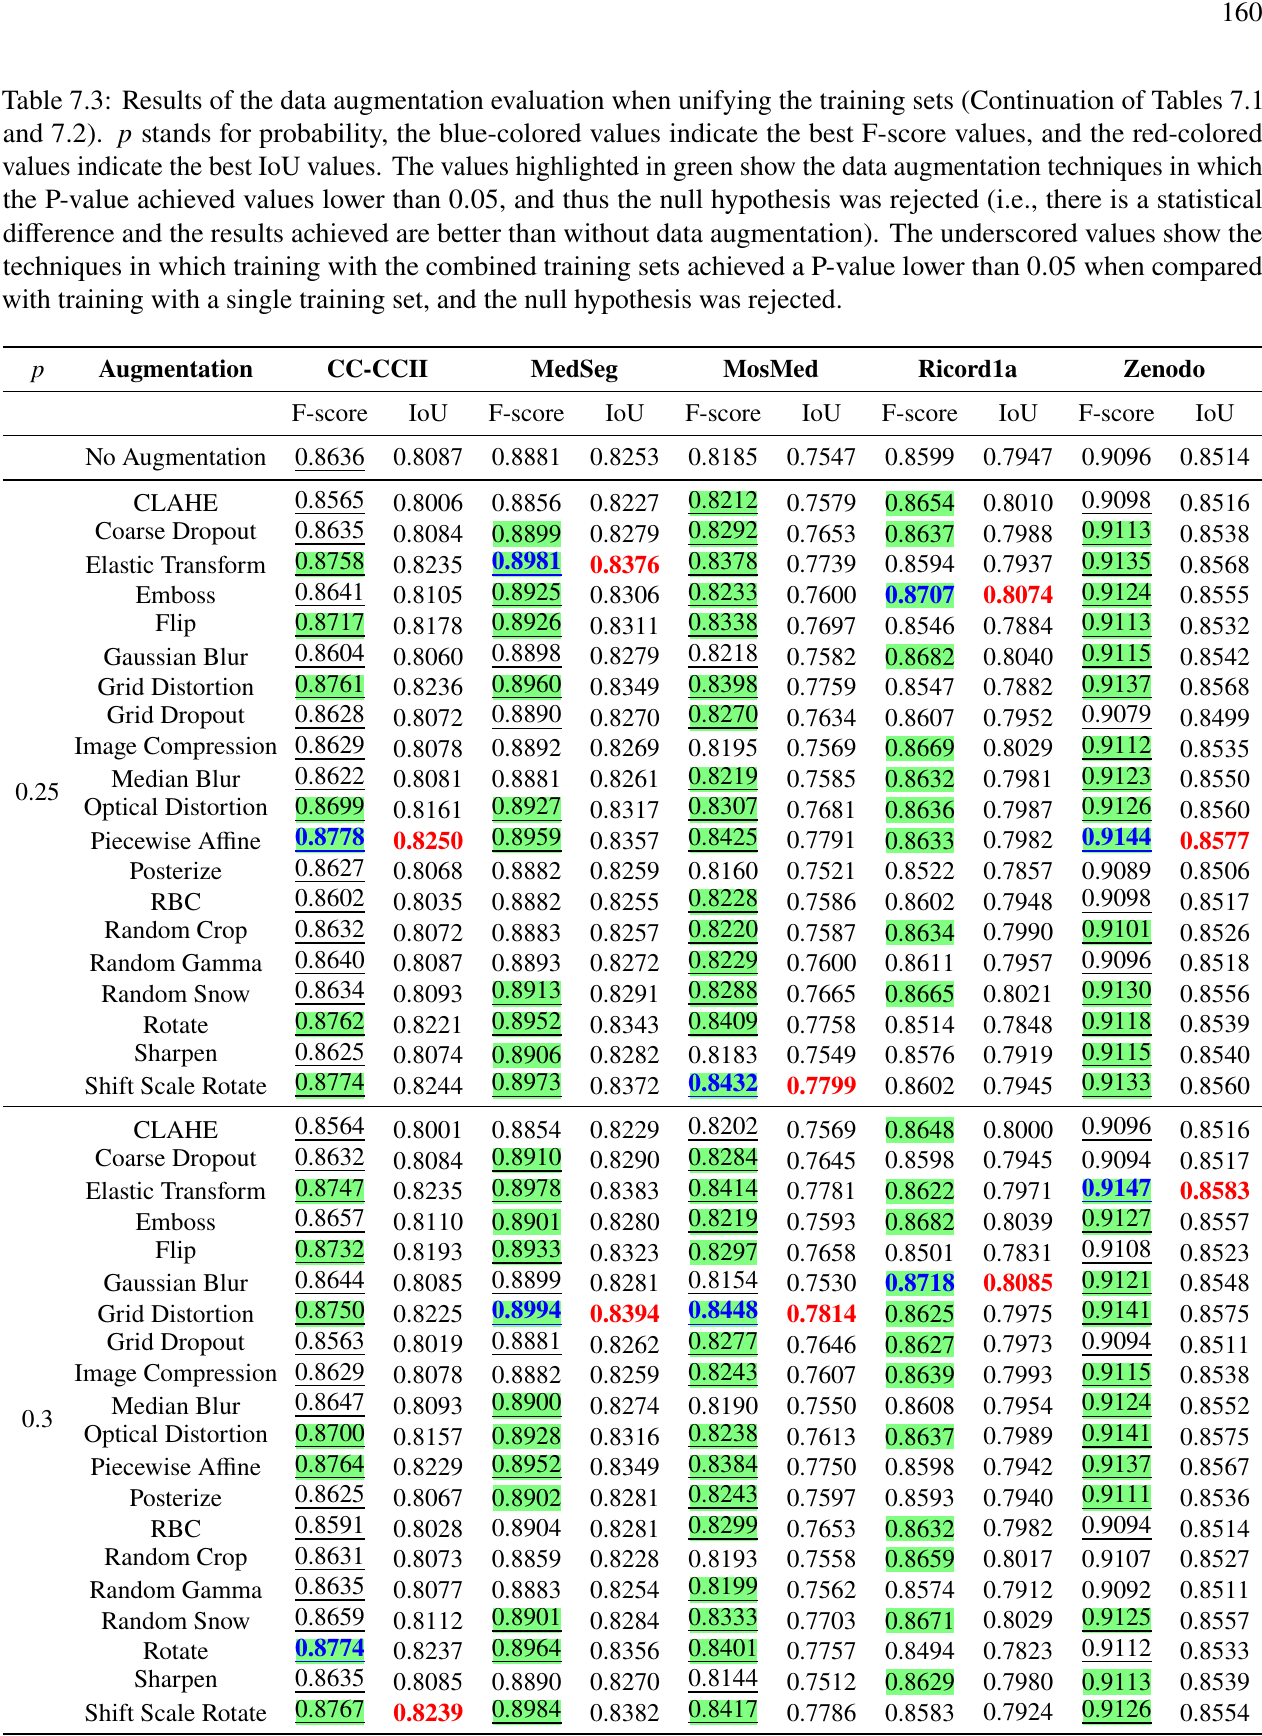 160
Table 7.3: Results of the data augmentation evaluation when unifying the training sets (Continuation of Tables 7.1
and 7.2). p stands for probability, the blue-colored values indicate the best F-score values, and the red-colored
values indicate the best IoU values. The values highlighted in green show the data augmentation techniques in which
the P-value achieved values lower than 0.05, and thus the null hypothesis was rejected (i.e., there is a statistical
difference and the results achieved are better than without data augmentation). The underscored values show the
techniques in which training with the combined training sets achieved a P-value lower than 0.05 when compared
with training with a single training set, and the null hypothesis was rejected.
p Augmentation CC-CCII MedSeg MosMed Ricord1a Zenodo
F-score IoU F-score IoU F-score IoU F-score IoU F-score IoU
No Augmentation 0.8636 0.8087 0.8881 0.8253 0.8185 0.7547 0.8599 0.7947 0.9096 0.8514
CLAHE 0.8565 0.8006 0.8856 0.8227 0.8212 0.7579 0.8654 0.8010 0.9098 0.8516
Coarse Dropout 0.8635 0.8084 0.8899 0.8279 0.8292 0.7653 0.8637 0.7988 0.9113 0.8538
Elastic Transform 0.8758 0.8235 0.8981 0.8376 0.8378 0.7739 0.8594 0.7937 0.9135 0.8568
Emboss 0.8641 0.8105 0.8925 0.8306 0.8233 0.7600 0.8707 0.8074 0.9124 0.8555
Flip 0.8717 0.8178 0.8926 0.8311 0.8338 0.7697 0.8546 0.7884 0.9113 0.8532
Gaussian Blur 0.8604 0.8060 0.8898 0.8279 0.8218 0.7582 0.8682 0.8040 0.9115 0.8542
Grid Distortion 0.8761 0.8236 0.8960 0.8349 0.8398 0.7759 0.8547 0.7882 0.9137 0.8568
Grid Dropout 0.8628 0.8072 0.8890 0.8270 0.8270 0.7634 0.8607 0.7952 0.9079 0.8499
Image Compression 0.8629 0.8078 0.8892 0.8269 0.8195 0.7569 0.8669 0.8029 0.9112 0.8535
Median Blur 0.8622 0.8081 0.8881 0.8261 0.8219 0.7585 0.8632 0.7981 0.9123 0.8550
0.25
Optical Distortion 0.8699 0.8161 0.8927 0.8317 0.8307 0.7681 0.8636 0.7987 0.9126 0.8560
Piecewise Affine 0.8778 0.8250 0.8959 0.8357 0.8425 0.7791 0.8633 0.7982 0.9144 0.8577
Posterize 0.8627 0.8068 0.8882 0.8259 0.8160 0.7521 0.8522 0.7857 0.9089 0.8506
RBC 0.8602 0.8035 0.8882 0.8255 0.8228 0.7586 0.8602 0.7948 0.9098 0.8517
Random Crop 0.8632 0.8072 0.8883 0.8257 0.8220 0.7587 0.8634 0.7990 0.9101 0.8526
Random Gamma 0.8640 0.8087 0.8893 0.8272 0.8229 0.7600 0.8611 0.7957 0.9096 0.8518
Random Snow 0.8634 0.8093 0.8913 0.8291 0.8288 0.7665 0.8665 0.8021 0.9130 0.8556
Rotate 0.8762 0.8221 0.8952 0.8343 0.8409 0.7758 0.8514 0.7848 0.9118 0.8539
Sharpen 0.8625 0.8074 0.8906 0.8282 0.8183 0.7549 0.8576 0.7919 0.9115 0.8540
Shift Scale Rotate 0.8774 0.8244 0.8973 0.8372 0.8432 0.7799 0.8602 0.7945 0.9133 0.8560
CLAHE 0.8564 0.8001 0.8854 0.8229 0.8202 0.7569 0.8648 0.8000 0.9096 0.8516
Coarse Dropout 0.8632 0.8084 0.8910 0.8290 0.8284 0.7645 0.8598 0.7945 0.9094 0.8517
Elastic Transform 0.8747 0.8235 0.8978 0.8383 0.8414 0.7781 0.8622 0.7971 0.9147 0.8583
Emboss 0.8657 0.8110 0.8901 0.8280 0.8219 0.7593 0.8682 0.8039 0.9127 0.8557
Flip 0.8732 0.8193 0.8933 0.8323 0.8297 0.7658 0.8501 0.7831 0.9108 0.8523
Gaussian Blur 0.8644 0.8085 0.8899 0.8281 0.8154 0.7530 0.8718 0.8085 0.9121 0.8548
Grid Distortion 0.8750 0.8225 0.8994 0.8394 0.8448 0.7814 0.8625 0.7975 0.9141 0.8575
Grid Dropout 0.8563 0.8019 0.8881 0.8262 0.8277 0.7646 0.8627 0.7973 0.9094 0.8511
Image Compression 0.8629 0.8078 0.8882 0.8259 0.8243 0.7607 0.8639 0.7993 0.9115 0.8538
Median Blur 0.8647 0.8093 0.8900 0.8274 0.8190 0.7550 0.8608 0.7954 0.9124 0.8552
0.3
Optical Distortion 0.8700 0.8157 0.8928 0.8316 0.8238 0.7613 0.8637 0.7989 0.9141 0.8575
Piecewise Affine 0.8764 0.8229 0.8952 0.8349 0.8384 0.7750 0.8598 0.7942 0.9137 0.8567
Posterize 0.8625 0.8067 0.8902 0.8281 0.8243 0.7597 0.8593 0.7940 0.9111 0.8536
RBC 0.8591 0.8028 0.8904 0.8281 0.8299 0.7653 0.8632 0.7982 0.9094 0.8514
Random Crop 0.8631 0.8073 0.8859 0.8228 0.8193 0.7558 0.8659 0.8017 0.9107 0.8527
Random Gamma 0.8635 0.8077 0.8883 0.8254 0.8199 0.7562 0.8574 0.7912 0.9092 0.8511
Random Snow 0.8659 0.8112 0.8901 0.8284 0.8333 0.7703 0.8671 0.8029 0.9125 0.8557
Rotate 0.8774 0.8237 0.8964 0.8356 0.8401 0.7757 0.8494 0.7823 0.9112 0.8533
Sharpen 0.8635 0.8085 0.8890 0.8270 0.8144 0.7512 0.8629 0.7980 0.9113 0.8539
Shift Scale Rotate 0.8767 0.8239 0.8984 0.8382 0.8417 0.7786 0.8583 0.7924 0.9126 0.8554